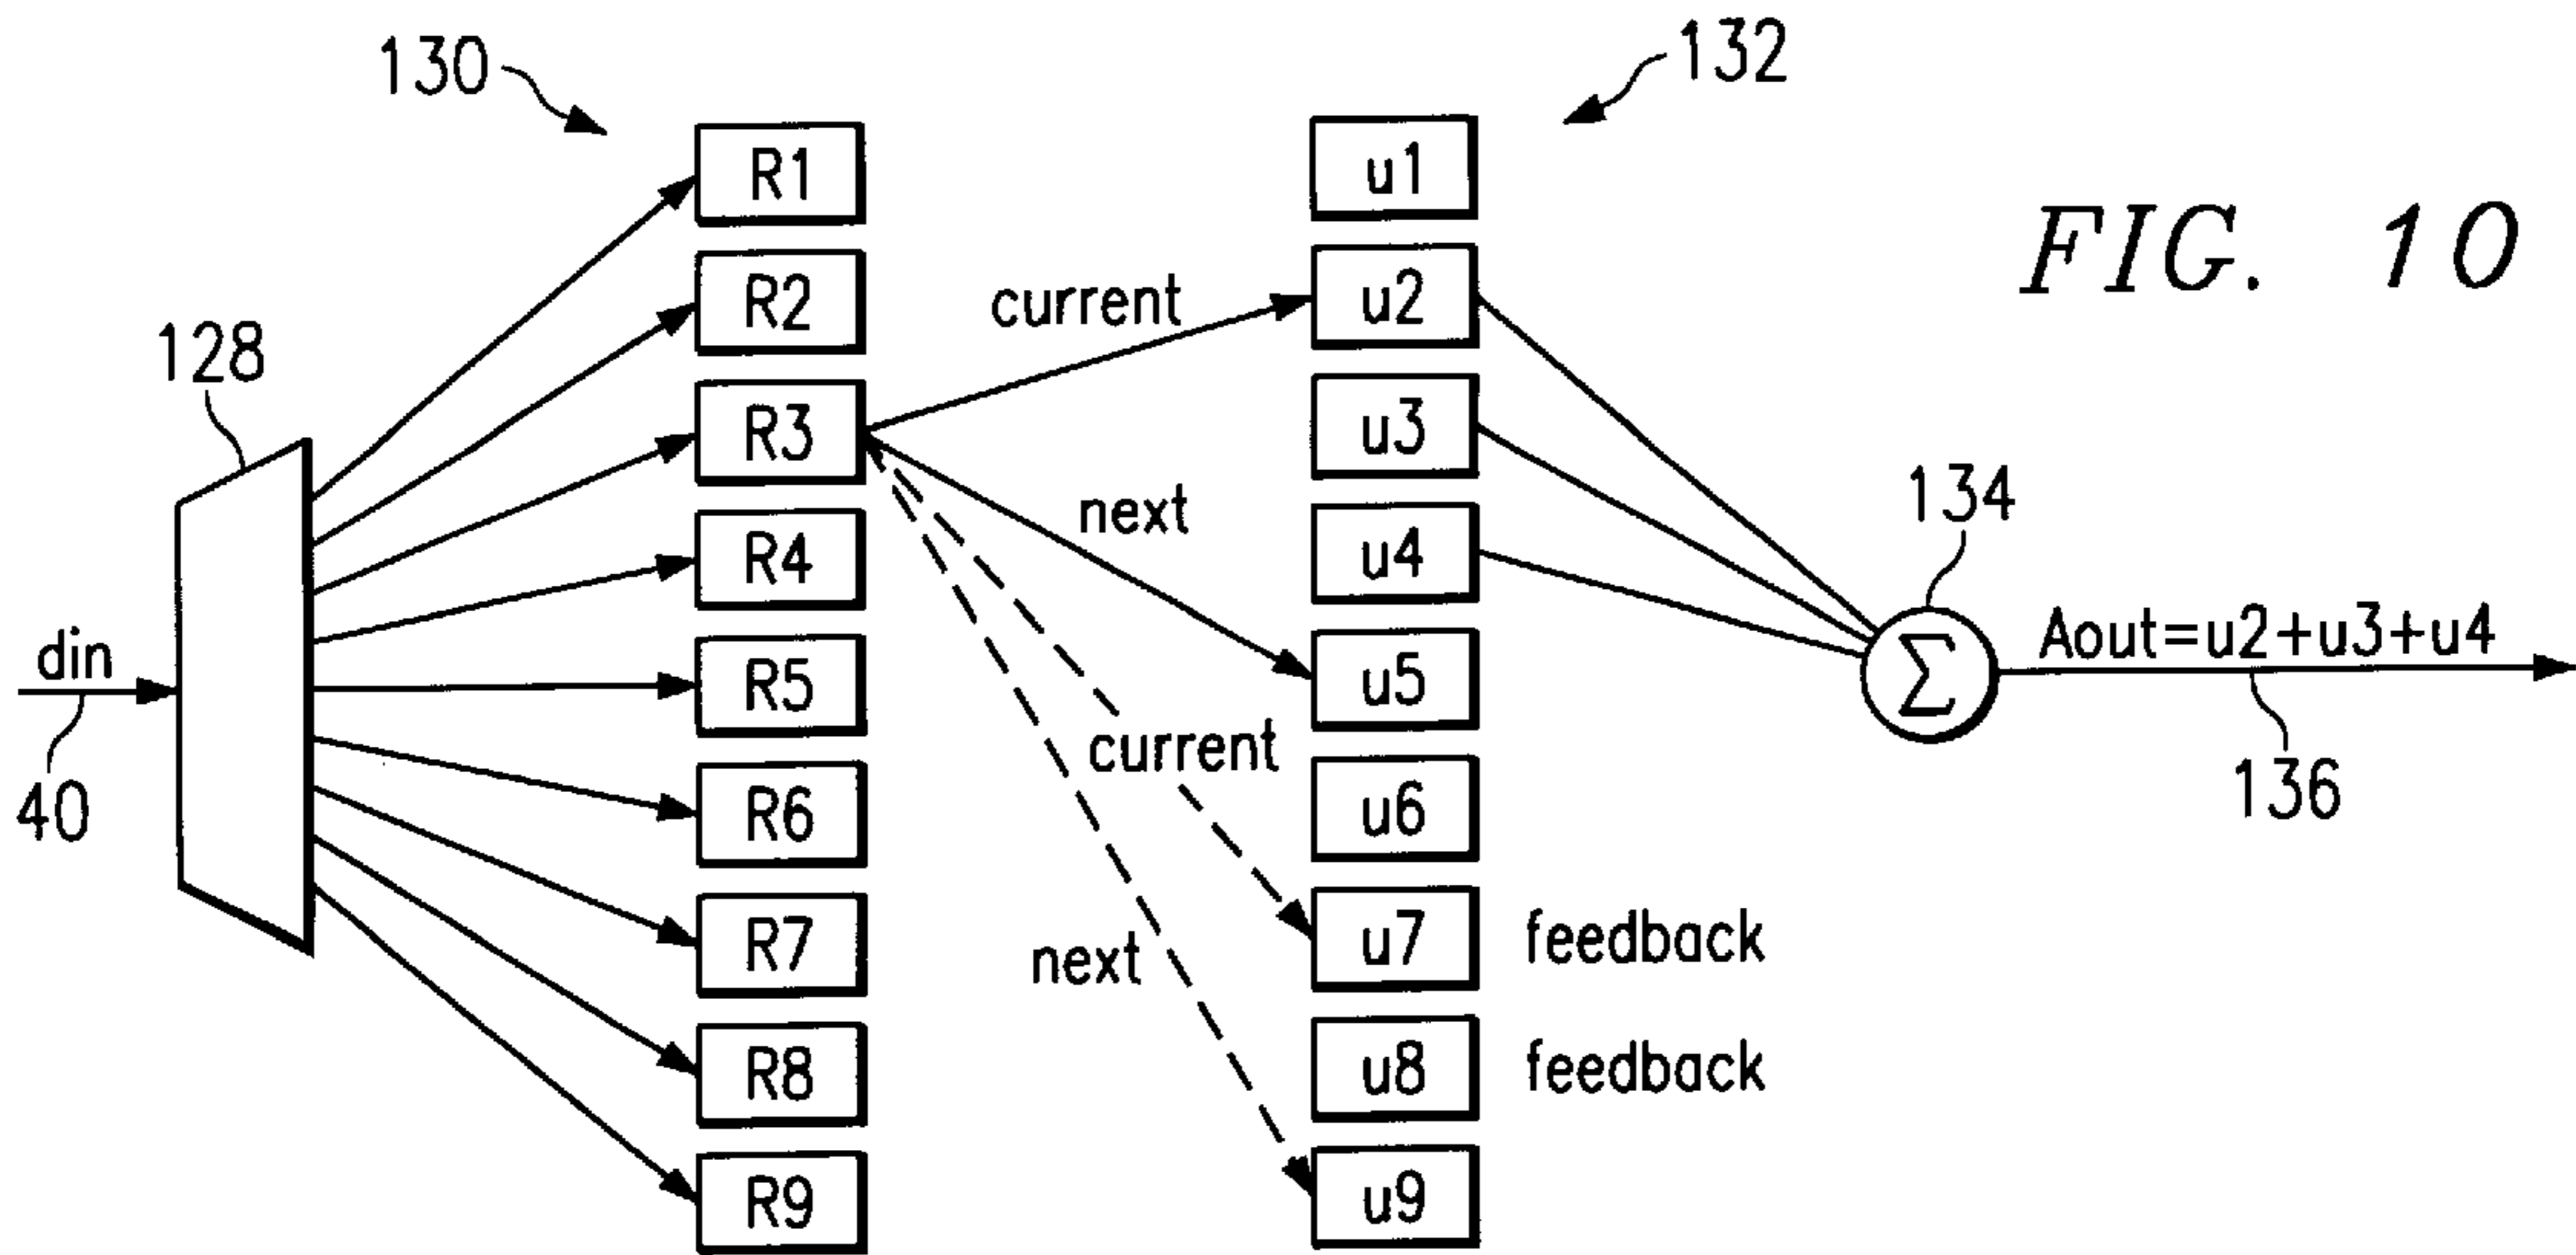 130
132
R1
u1
FIG. 10
R2
current
u2
128
R3
u3
next
134
R4
u4
din
Aout=u2+u3+u4
R5
u5
40
current
136
R6
u6
R7
next
u7
feedback
R8
u8
feedback
R9
u9
Σ